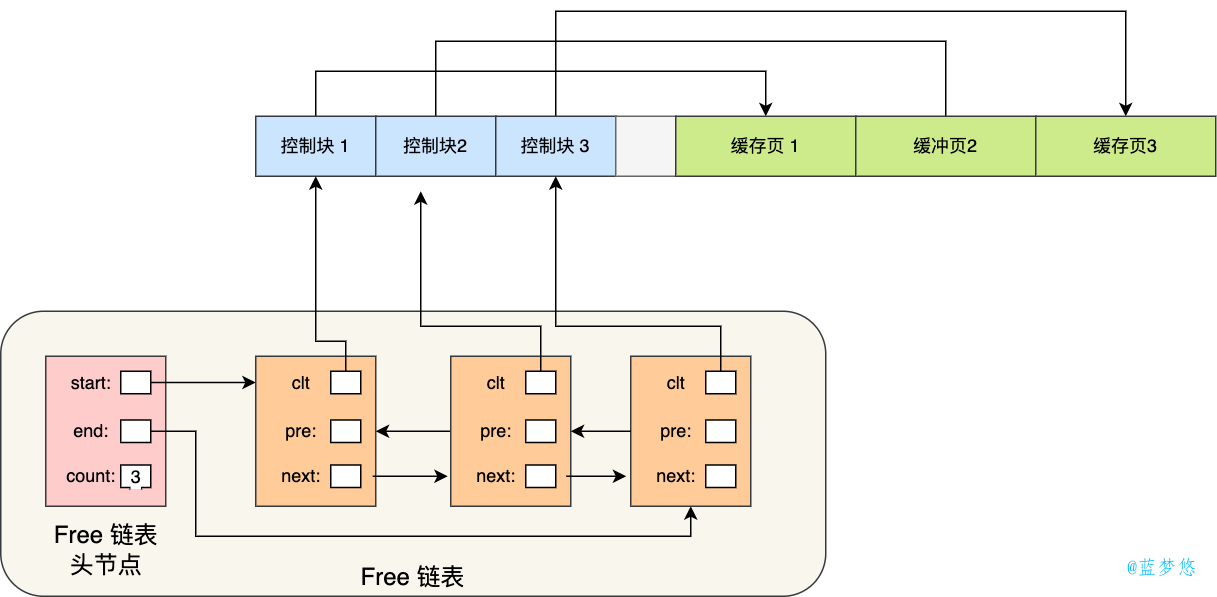 控制块 1
控制块2
控制块 3
缓存页 1
缓冲页2
缓存页3
start:
end:
count: 3
clt
pre:
next:
clt
pre:
next:
clt
pre:
next:
Free 链表
头节点
Free 链表
@蓝梦悠